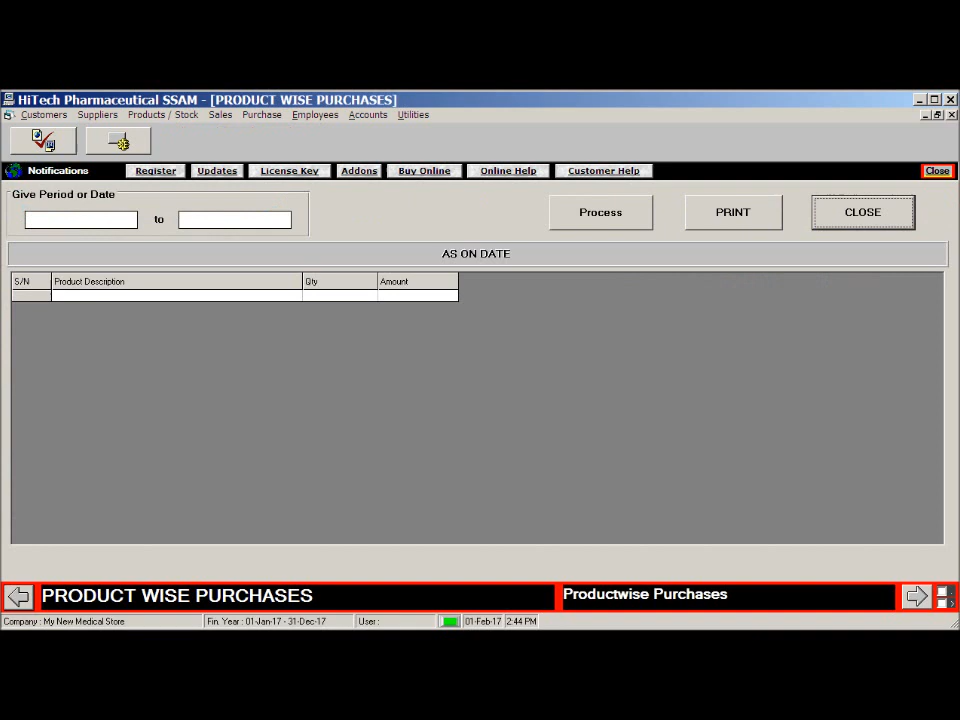 HiTech Pharmaceutical SSAM - [PRODUCT WISE PURCHASES]
Customers Suppliers Products / Stock Sales Purchase Employees Accounts Utilities
Notifications Register Updates License Key Addons Buy Online Online Help Customer Help Close
Give Period or Date
to Process PRINT CLOSE
AS ON DATE
S/N Product Description Qty Amount
PRODUCT WISE PURCHASES Productwise Purchases
Company : My New Medical Store Fin. Year : 01-Jan-17 - 31-Dec-17 User : 01-Feb-17 2:44 PM